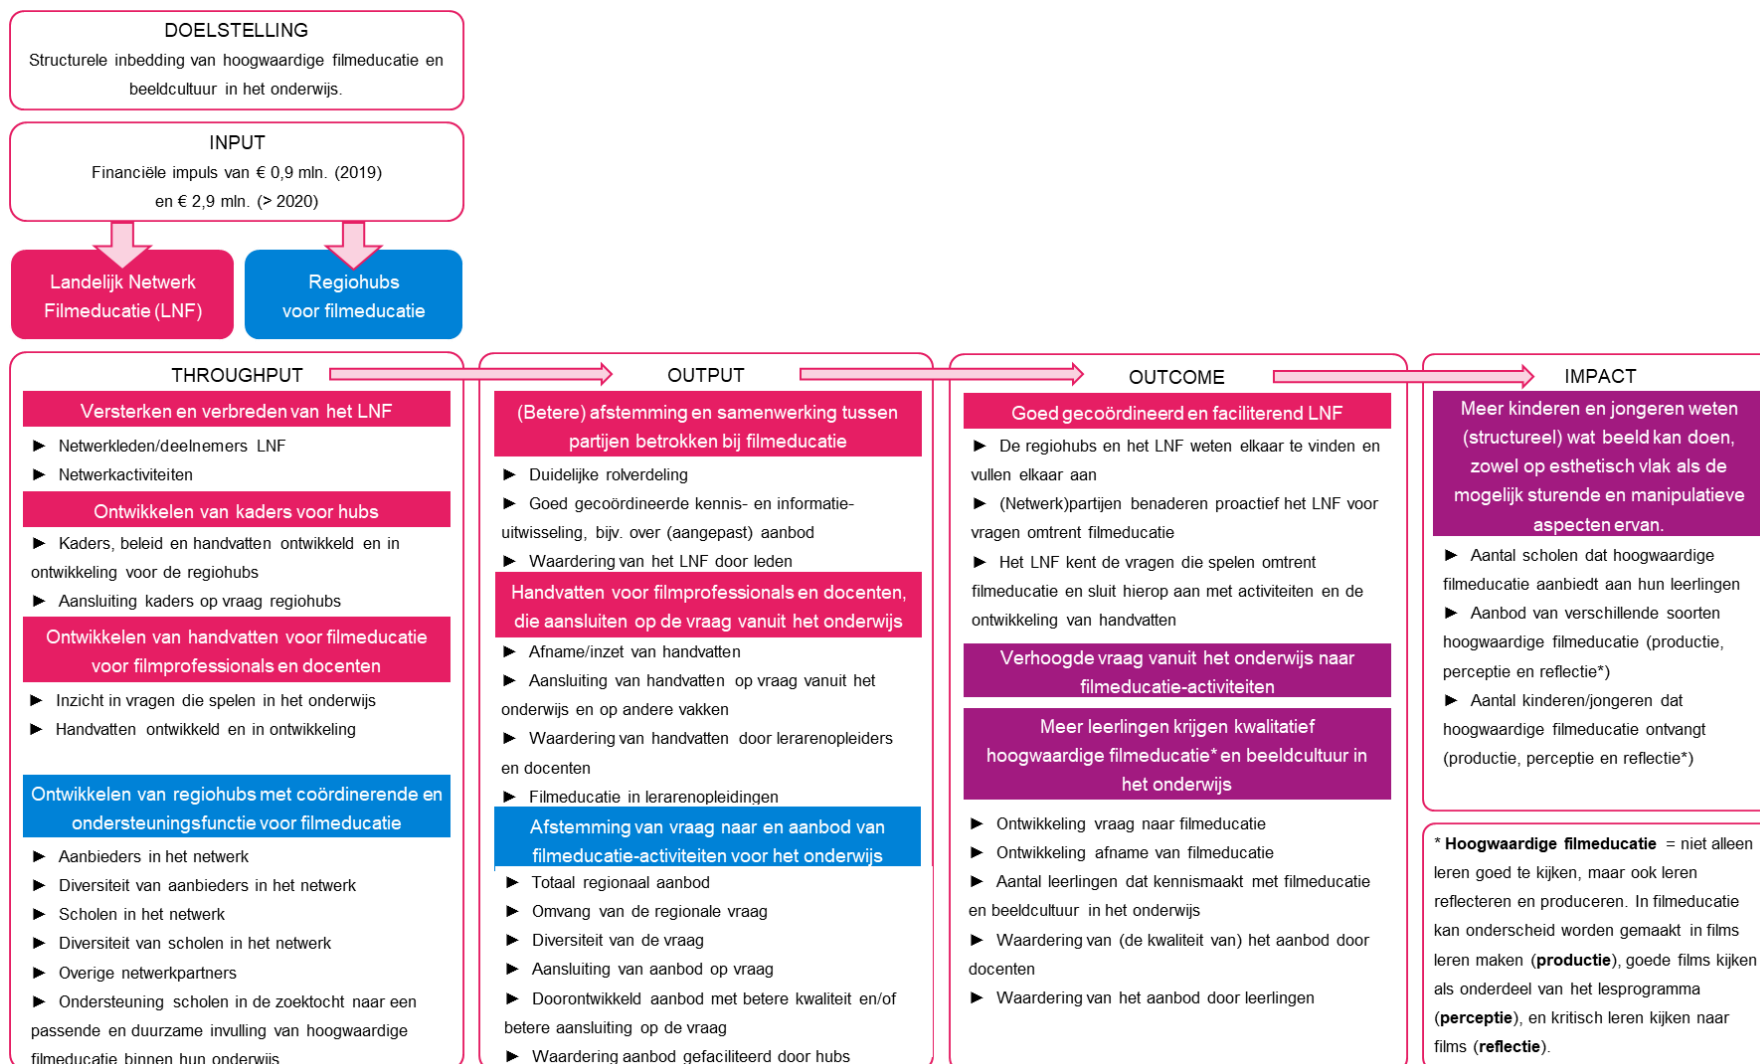 DOELSTELLING
Structurele inbedding van hoogwaardige filmeducatie en
beeldcultuur in het onderwijs.
INPUT
Financiële impuls van € 0,9 mln. (2019)
en € 2,9 mln. (> 2020)
Landelijk Netwerk
Filmeducatie (LNF)
Regiohubs
voor filmeducatie
THROUGHPUT
Versterken en verbreden van het LNF
► Netwerkleden/deelnemers LNF
► Netwerkactiviteiten
Ontwikkelen van kaders voor hubs
► Kaders, beleid en handvatten ontwikkeld en in
ontwikkeling voor de regiohubs
► Aansluiting kaders op vraag regiohubs
Ontwikkelen van handvatten voor filmeducatie
voor filmprofessionals en docenten
► Inzicht in vragen die spelen in het onderwijs
► Handvatten ontwikkeld en in ontwikkeling
Ontwikkelen van regiohubs met coördinerende en
ondersteuningsfunctie voor filmeducatie
► Aanbieders in het netwerk
► Diversiteit van aanbieders in het netwerk
► Scholen in het netwerk
► Diversiteit van scholen in het netwerk
► Overige netwerkpartners
► Ondersteuning scholen in de zoektocht naar een
passende en duurzame invulling van hoogwaardige
filmeducatie binnen hun onderwijs
OUTPUT
(Betere) afstemming en samenwerking tussen
partijen betrokken bij filmeducatie
► Duidelijke rolverdeling
► Goed gecoördineerde kennis- en informatie-
uitwisseling, bijv. over (aangepast) aanbod
► Waardering van het LNF door leden
Handvatten voor filmprofessionals en docenten,
die aansluiten op de vraag vanuit het onderwijs
► Afname/inzet van handvatten
► Aansluiting van handvatten op vraag vanuit het
onderwijs en op andere vakken
► Waardering van handvatten door lerarenopleiders
en docenten
► Filmeducatie in lerarenopleidingen
Afstemming van vraag naar en aanbod van
filmeducatie-activiteiten voor het onderwijs
► Totaal regionaal aanbod
► Omvang van de regionale vraag
► Diversiteit van de vraag
► Aansluiting van aanbod op vraag
► Doorontwikkeld aanbod met betere kwaliteit en/of
betere aansluiting op de vraag
► Waardering aanbod gefaciliteerd door hubs
OUTCOME
Goed gecoördineerd en faciliterend LNF
► De regiohubs en het LNF weten elkaar te vinden en
vullen elkaar aan
► (Netwerk)partijen benaderen proactief het LNF voor
vragen omtrent filmeducatie
► Het LNF kent de vragen die spelen omtrent
filmeducatie en sluit hierop aan met activiteiten en de
ontwikkeling van handvatten
Verhoogde vraag vanuit het onderwijs naar
filmeducatie-activiteiten
Meer leerlingen krijgen kwalitatief
hoogwaardige filmeducatie* en beeldcultuur in
het onderwijs
► Ontwikkeling vraag naar filmeducatie
► Ontwikkeling afname van filmeducatie
► Aantal leerlingen dat kennismaakt met filmeducatie
en beeldcultuur in het onderwijs
► Waardering van (de kwaliteit van) het aanbod door
docenten
► Waardering van het aanbod door leerlingen
IMPACT
Meer kinderen en jongeren weten
(structureel) wat beeld kan doen,
zowel op esthetisch vlak als de
mogelijk sturende en manipulatieve
aspecten ervan.
► Aantal scholen dat hoogwaardige
filmeducatie aanbiedt aan hun leerlingen
► Aanbod van verschillende soorten
hoogwaardige filmeducatie (productie,
perceptie en reflectie*)
► Aantal kinderen/jongeren dat
hoogwaardige filmeducatie ontvangt
(productie, perceptie en reflectie*)
* Hoogwaardige filmeducatie = niet alleen
leren goed te kijken, maar ook leren
reflecteren en produceren. In filmeducatie
kan onderscheid worden gemaakt in films
leren maken (productie), goede films kijken
als onderdeel van het lesprogramma
(perceptie), en kritisch leren kijken naar
films (reflectie).